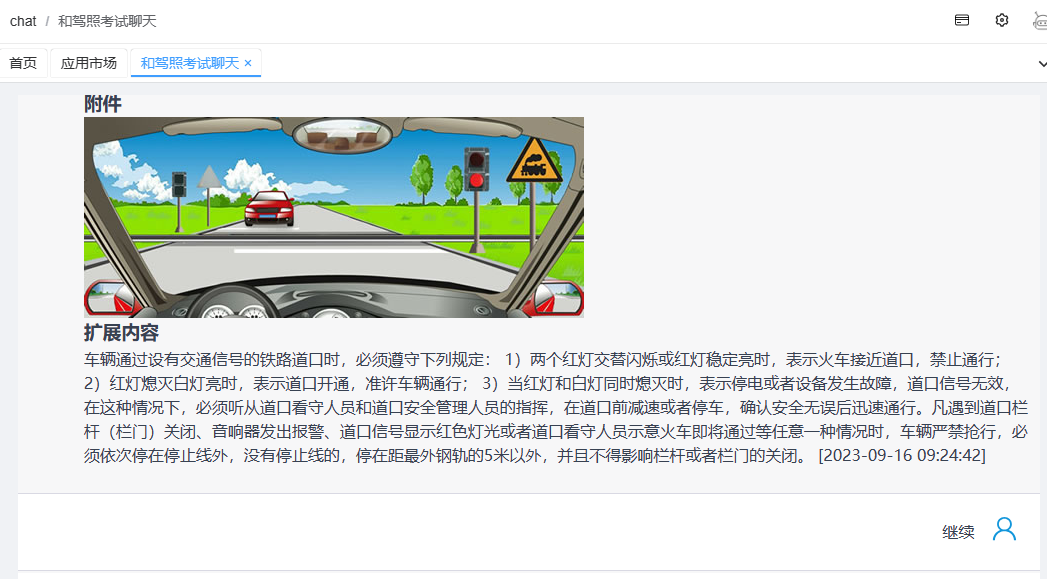 chat / 和驾照考试聊天
首页 应用市场 和驾照考试聊天 ×
附件
扩展内容
车辆通过设有交通信号的铁路道口时，必须遵守下列规定： 1）两个红灯交替闪烁或红灯稳定亮时，表示火车接近道口，禁止通行；
2）红灯熄灭白灯亮时，表示道口开通，准许车辆通行； 3）当红灯和白灯同时熄灭时，表示停电或者设备发生故障，道口信号无效，
在这种情况下，必须听从道口看守人员和道口安全管理人员的指挥，在道口前减速或者停车，确认安全无误后迅速通行。凡遇到道口栏
杆（栏门）关闭、音响器发出报警、道口信号显示红色灯光或者道口看守人员示意火车即将通过等任意一种情况时，车辆严禁抢行，必
须依次停在停止线外，没有停止线的，停在距最外钢轨的5米以外，并且不得影响栏杆或者栏门的关闭。 [2023-09-16 09:24:42]
继续